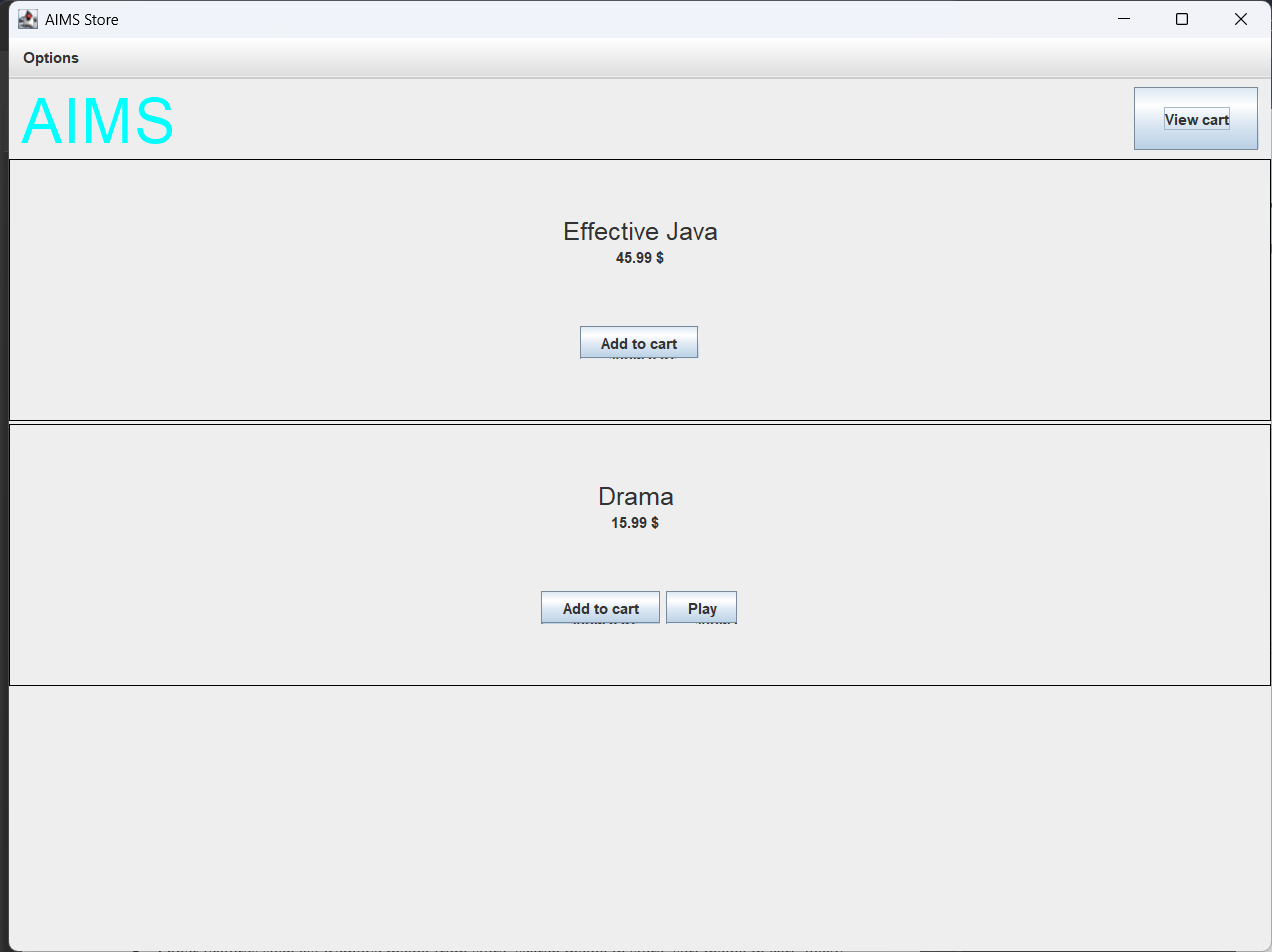 AIMS Store
Options
AIMS
View cart
Effective Java
45.99 $
Add to cart
Drama
15.99 $
Add to cart Play